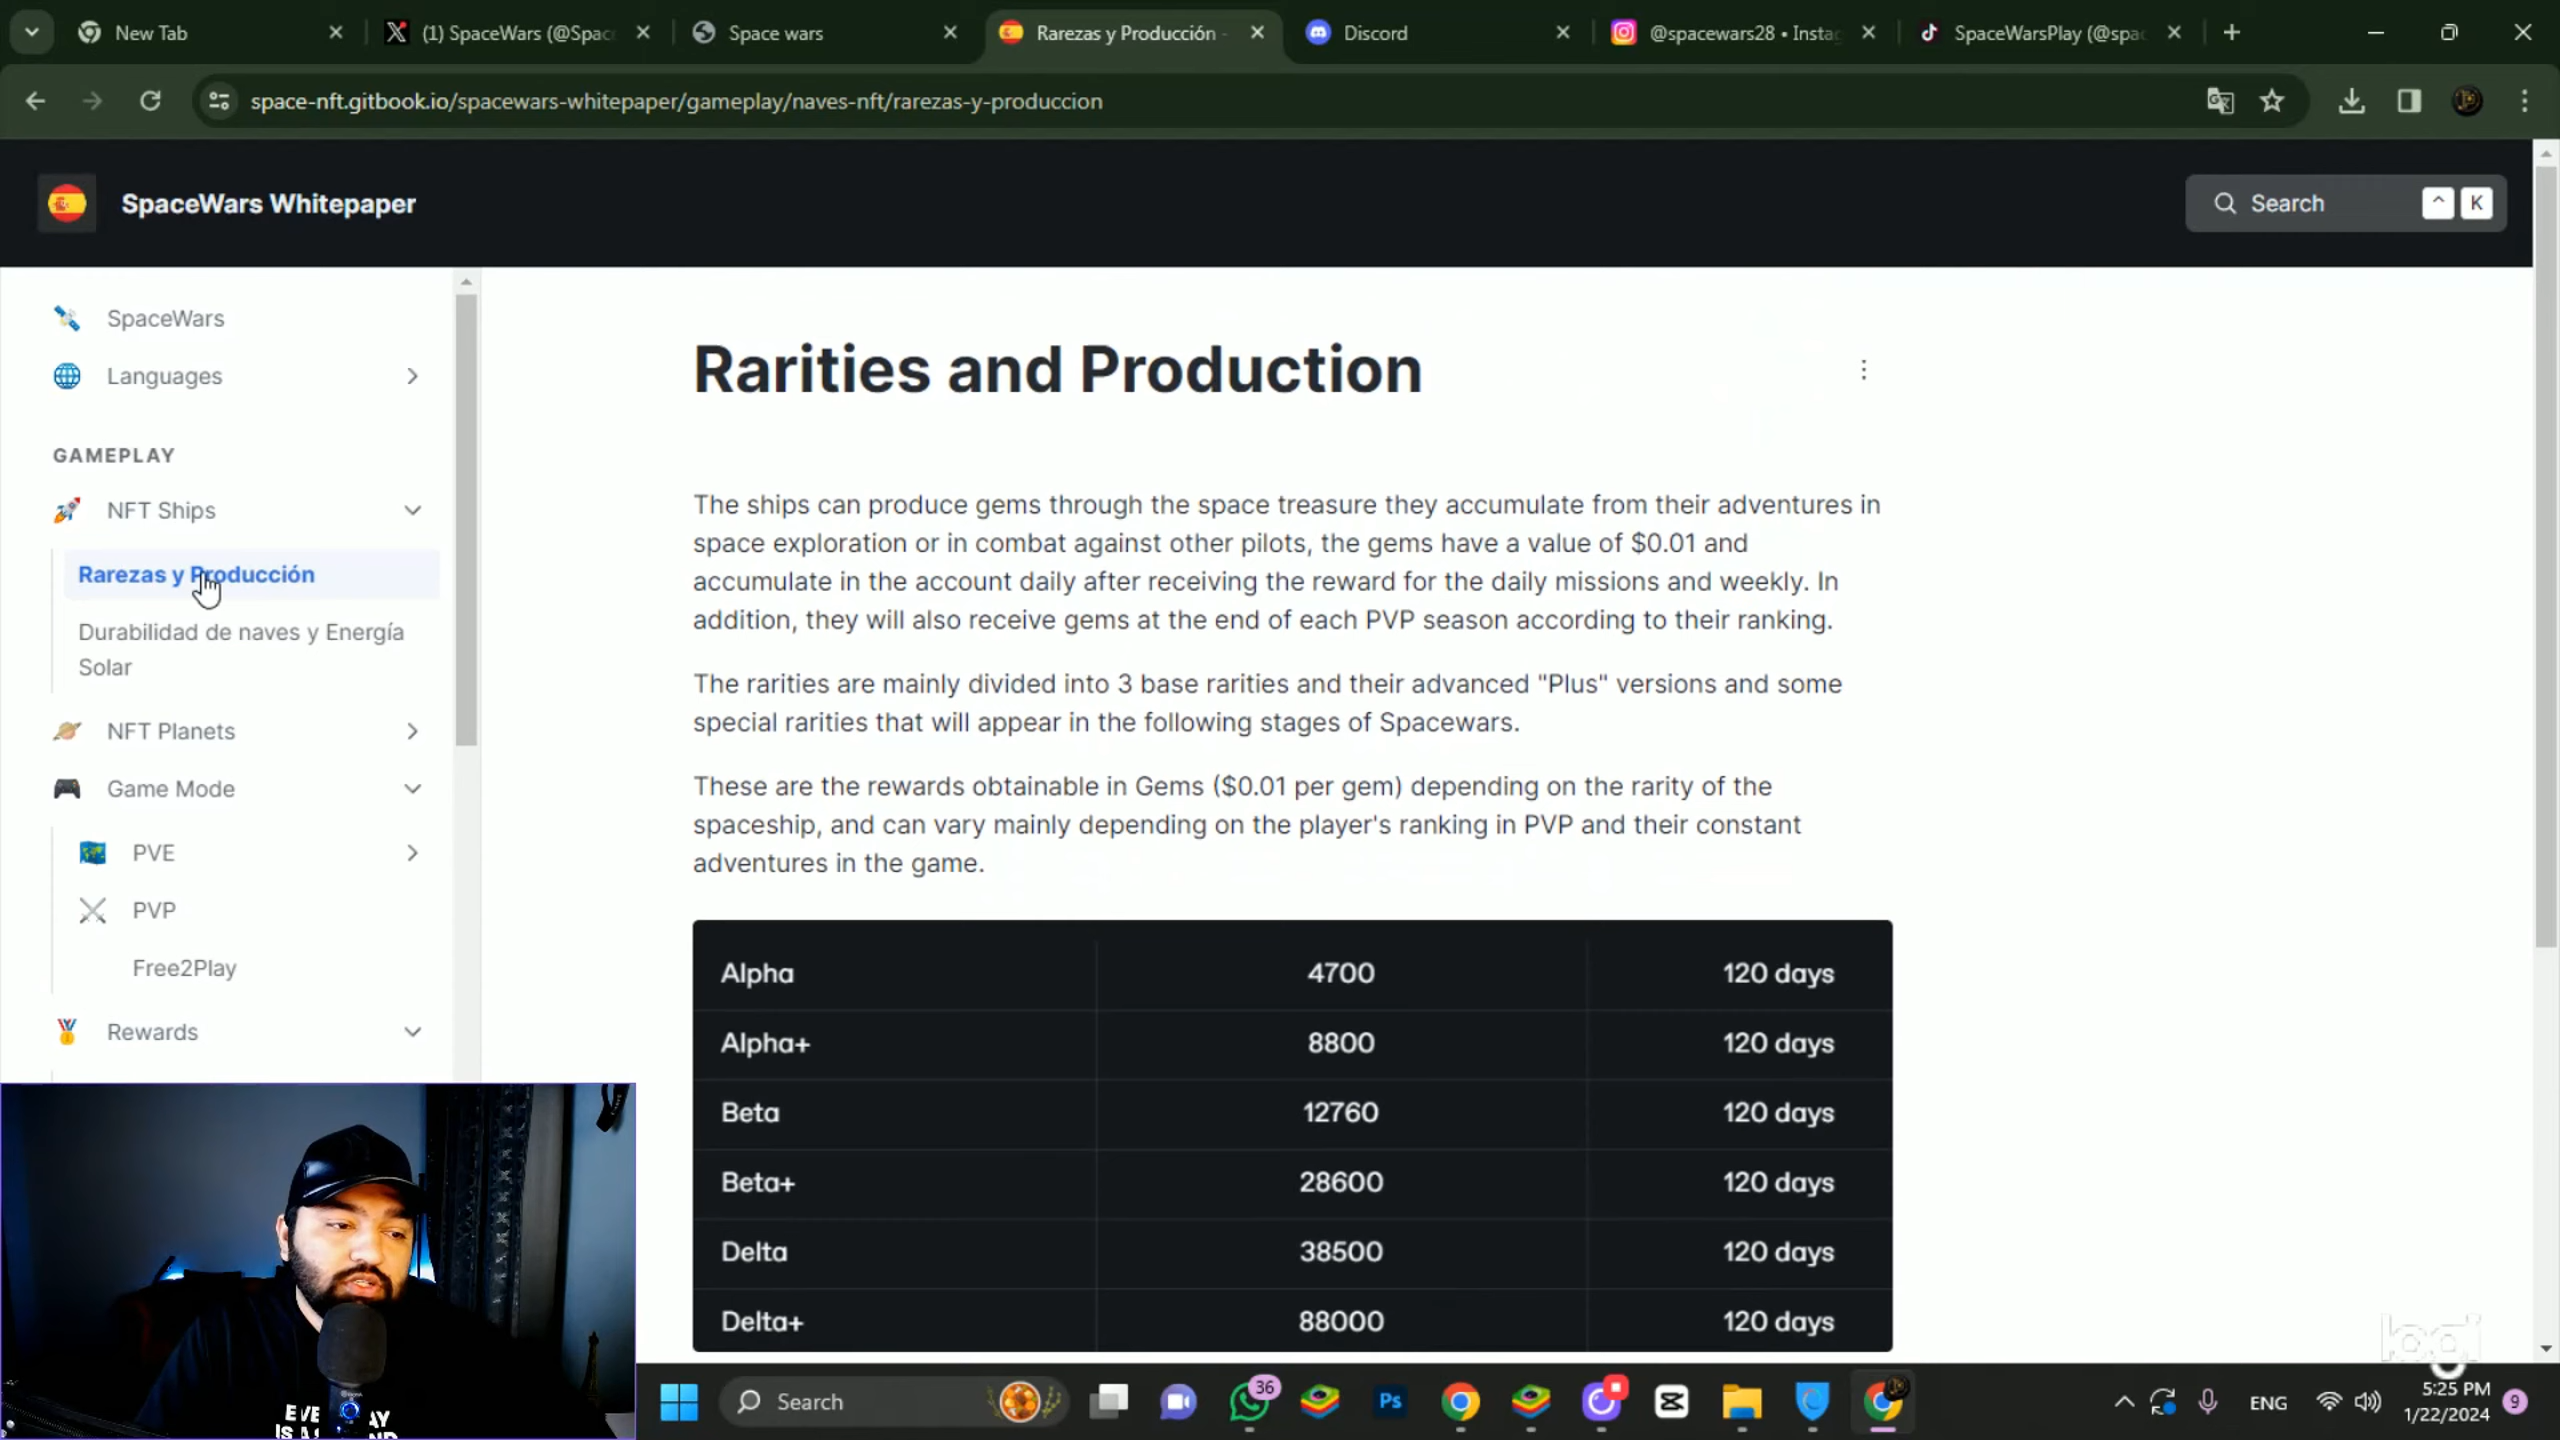 New Tab
(1) SpaceWars (@Spac
Space wars
Rarezas y Producción -
Discord
@spacewars28 • Instag
SpaceWarsPlay (@spac
space-nft.gitbook.io/spacewars-whitepaper/gameplay/naves-nft/rarezas-y-produccion
SpaceWars Whitepaper
Search
^ K
SpaceWars
Languages
GAMEPLAY
NFT Ships
Rarezas y Producción
Durabilidad de naves y Energía
Solar
NFT Planets
Game Mode
PVE
PVP
Free2Play
Rewards
Rarities and Production
The ships can produce gems through the space treasure they accumulate from their adventures in
space exploration or in combat against other pilots, the gems have a value of $0.01 and
accumulate in the account daily after receiving the reward for the daily missions and weekly. In
addition, they will also receive gems at the end of each PVP season according to their ranking.
The rarities are mainly divided into 3 base rarities and their advanced "Plus" versions and some
special rarities that will appear in the following stages of Spacewars.
These are the rewards obtainable in Gems ($0.01 per gem) depending on the rarity of the
spaceship, and can vary mainly depending on the player's ranking in PVP and their constant
adventures in the game.
Alpha 4700 120 days
Alpha+ 8800 120 days
Beta 12760 120 days
Beta+ 28600 120 days
Delta 38500 120 days
Delta+ 88000 120 days
logi
Search
36
Ps
ENG
5:25 PM
1/22/2024
9